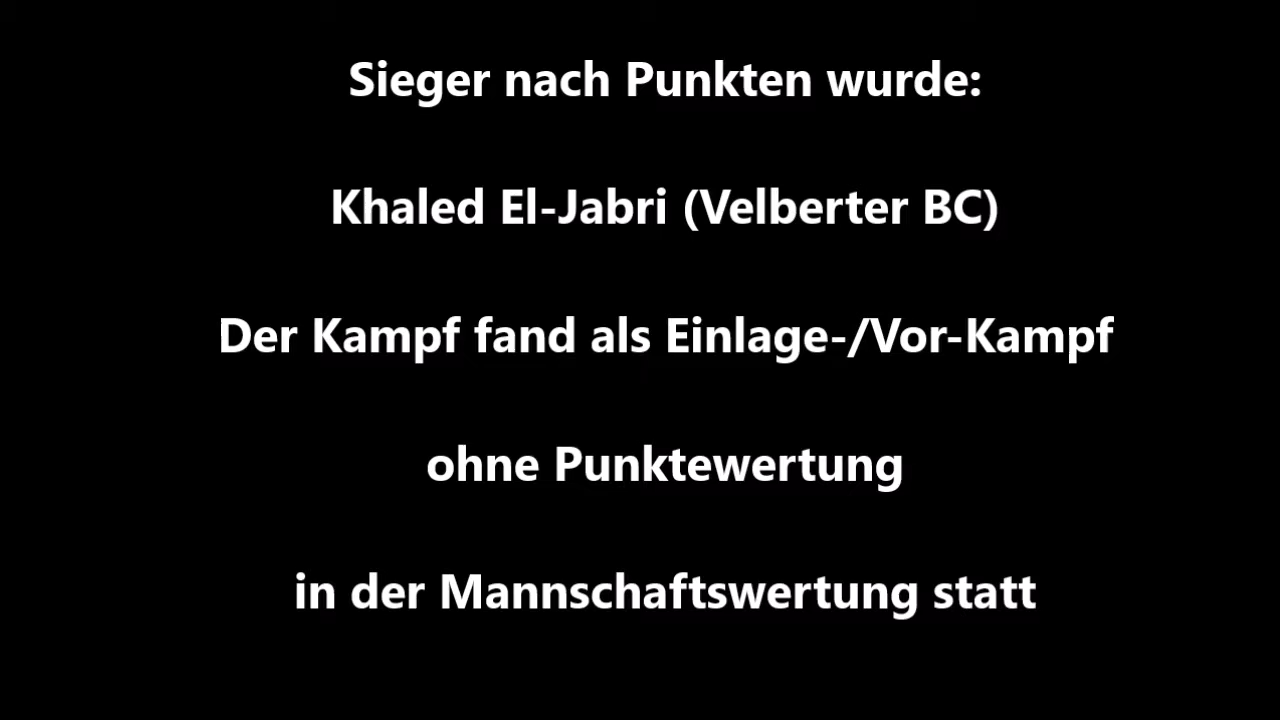 Sieger nach Punkten wurde:
Khaled El-Jabri (Velberter BC)
Der Kampf fand als Einlage-/Vor-Kampf
ohne Punktewertung
in der Mannschaftswertung statt